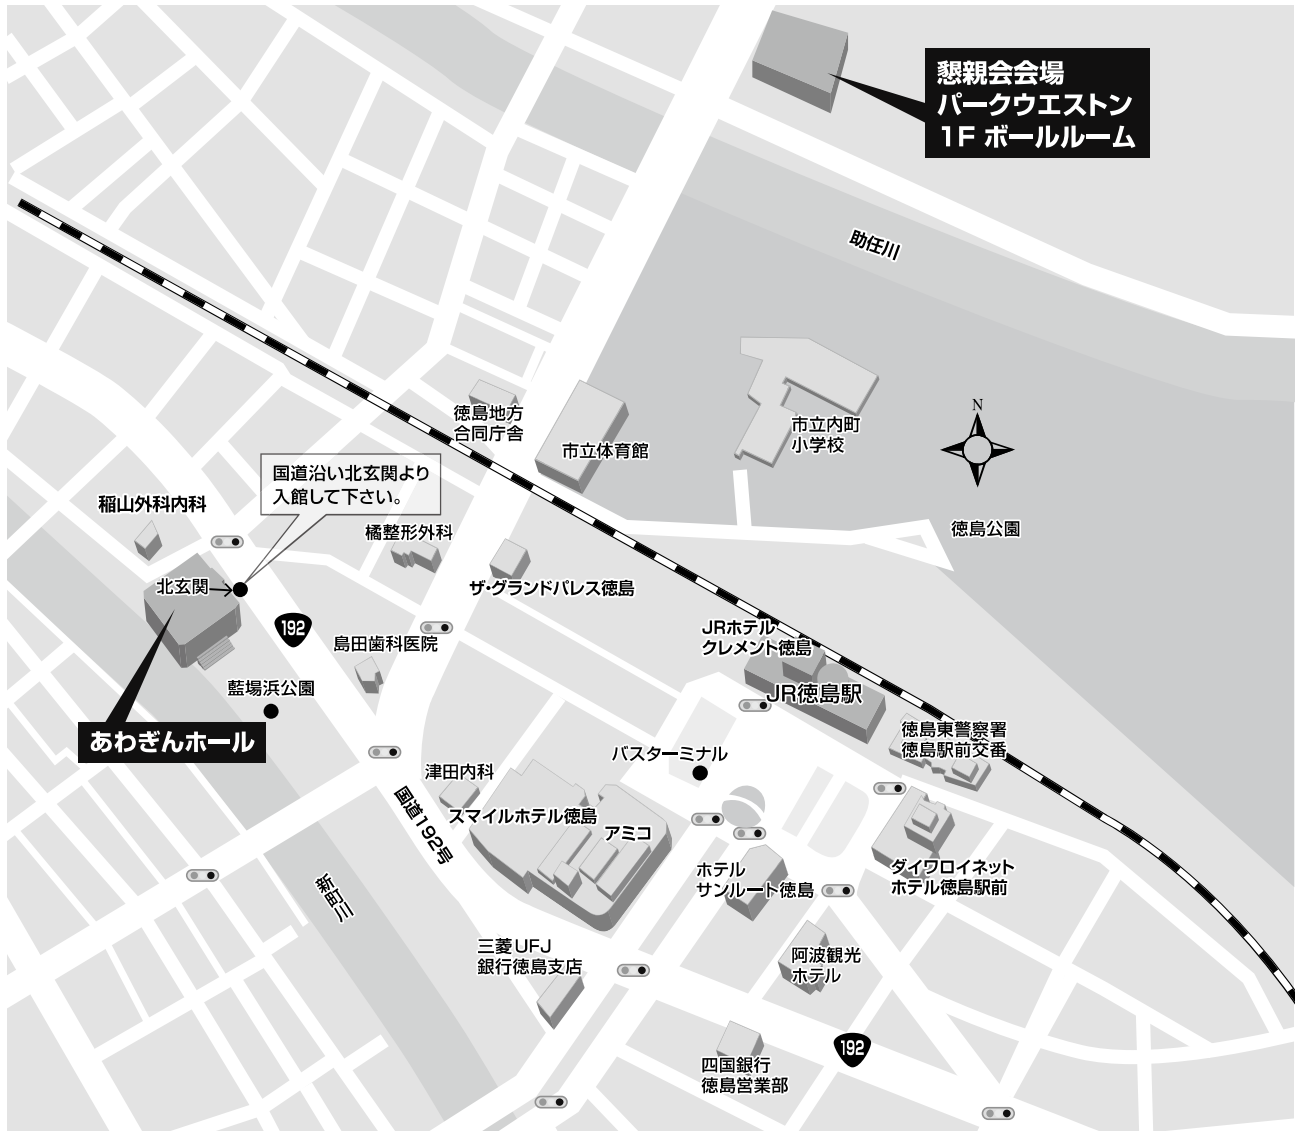 懇親会会場
パークウエストン
1F ボールルーム
助任川
N
徳島地方
合同庁舎
市立体育館
市立内町
小学校
徳島公園
国道沿い北玄関より
入館して下さい。
稲山外科内科
橘整形外科
北玄関
ザ・グランドパレス徳島
192
島田歯科医院
JRホテル
クレメント徳島
JR徳島駅
藍場浜公園
あわぎんホール
徳島東警察署
徳島駅前交番
バスターミナル
津田内科
国道192号
スマイルホテル徳島
アミコ
ホテル
サンルート徳島
ダイワロイネット
ホテル徳島駅前
新町川
三菱UFJ
銀行徳島支店
阿波観光
ホテル
192
四国銀行
徳島営業部